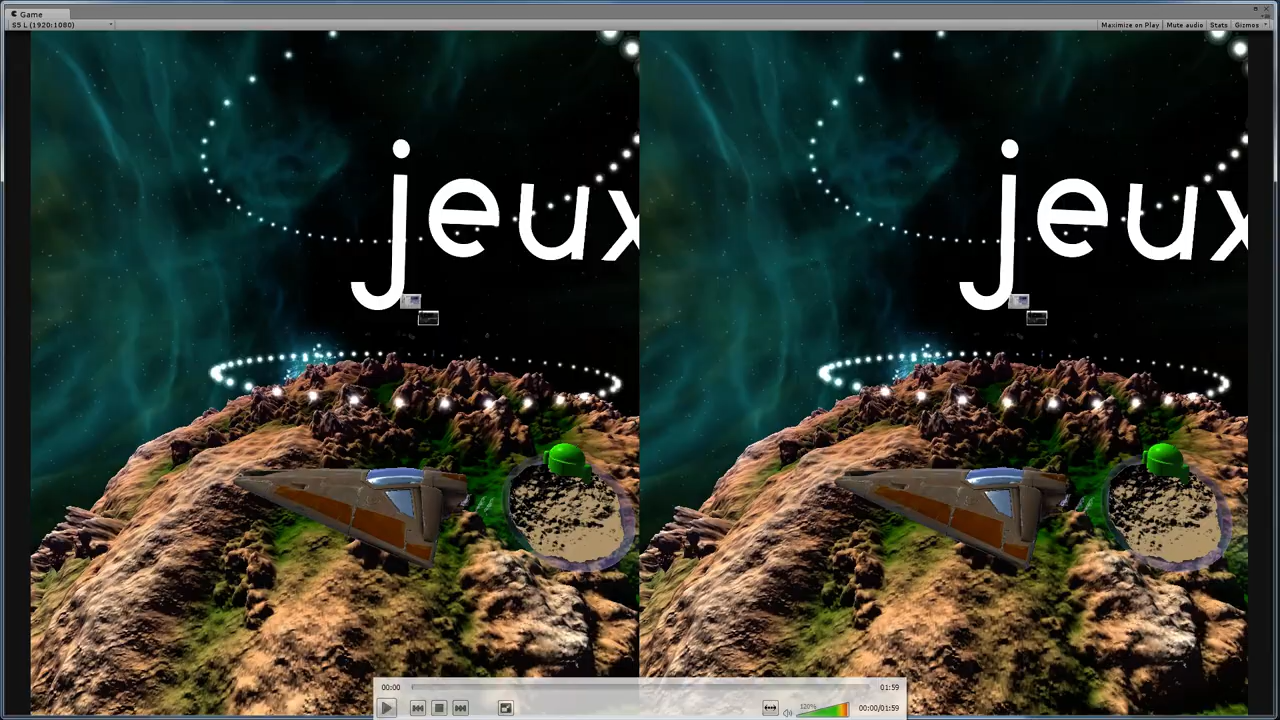 Game
S5 L (1920:1080)
Maximize on Play Mute audio Stats Gizmos
jeux jeux
00:00 01:59
120% 00:00/01:59